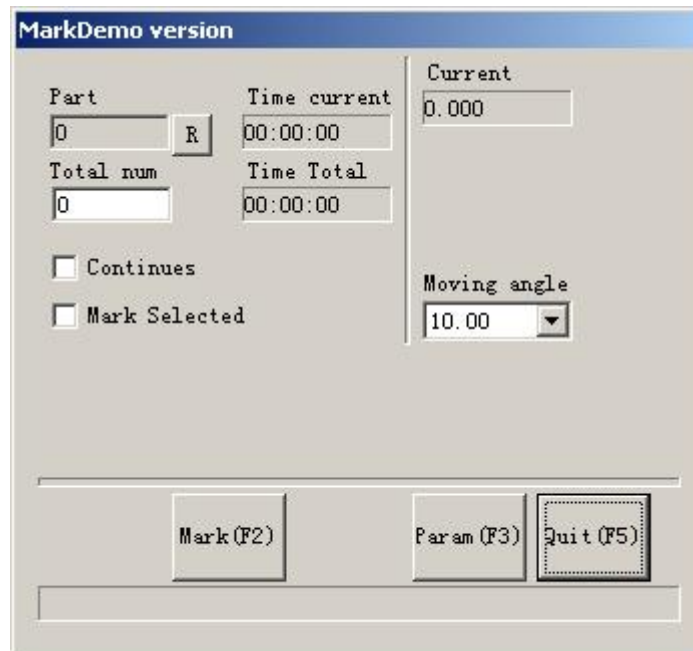 MarkDemo version
Part
0
R
Total num
0
Time current
00:00:00
Time Total
00:00:00
Continues
Mark Selected
Current
0.000
Moving angle
10.00
Mark(F2)
Param(F3)
Quit(F5)